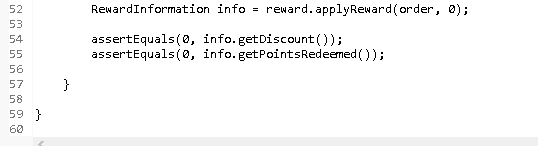 52 RewardInformation info = reward.applyReward(order, 0);
53
54 assertEquals(0, info.getDiscount());
55 assertEquals(0, info.getPointsRedeemed());
56
57 }
58
59 }
60